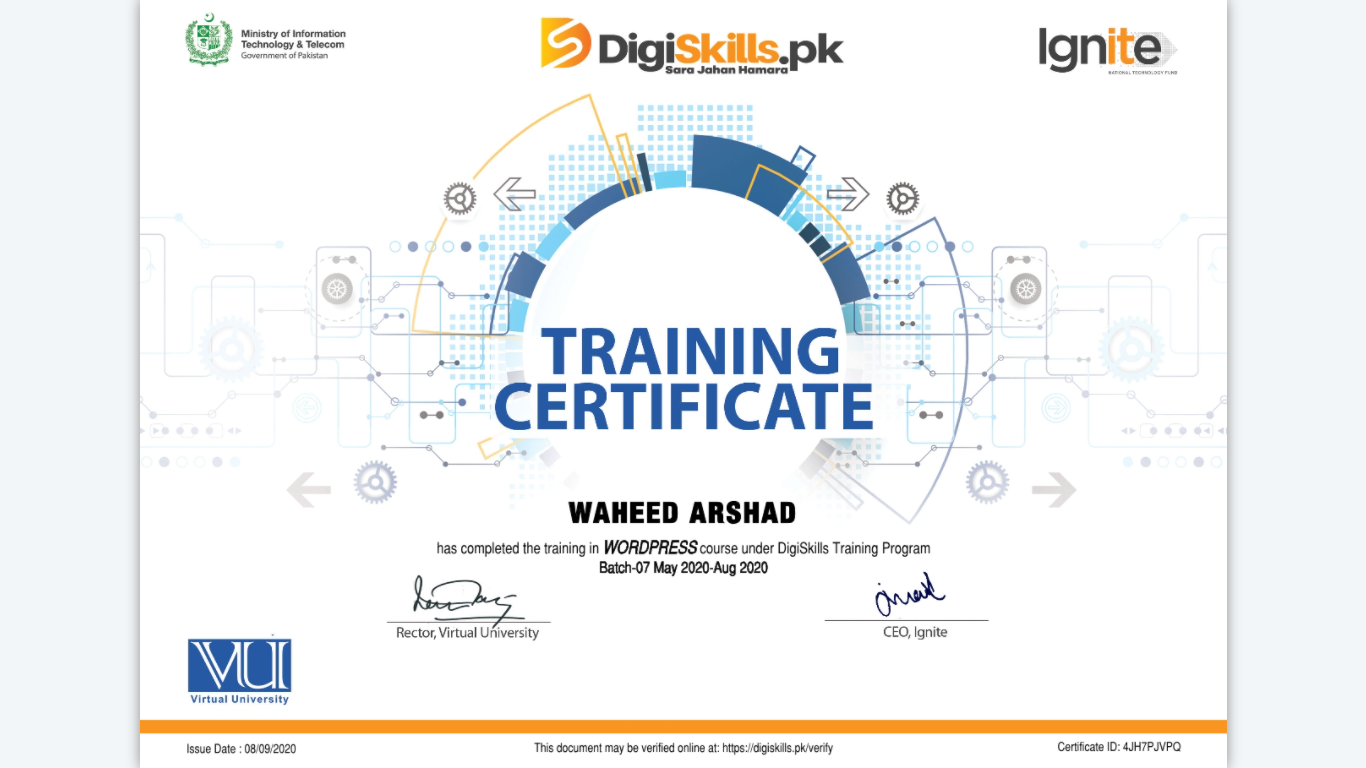 Ministry of Information
Technology & Telecom
Government of Pakistan
DigiSkills.pk
Sara Jahan Hamara
Ignite
NATIONAL TECHNOLOGY FUND
TRAINING
CERTIFICATE
WAHEED ARSHAD
has completed the training in WORDPRESS course under DigiSkills Training Program
Batch-07 May 2020-Aug 2020
Rector, Virtual University
CEO, Ignite
VU
Virtual University
Issue Date : 08/09/2020
This document may be verified online at: https://digiskills.pk/verify
Certificate ID: 4JH7PJVPQ